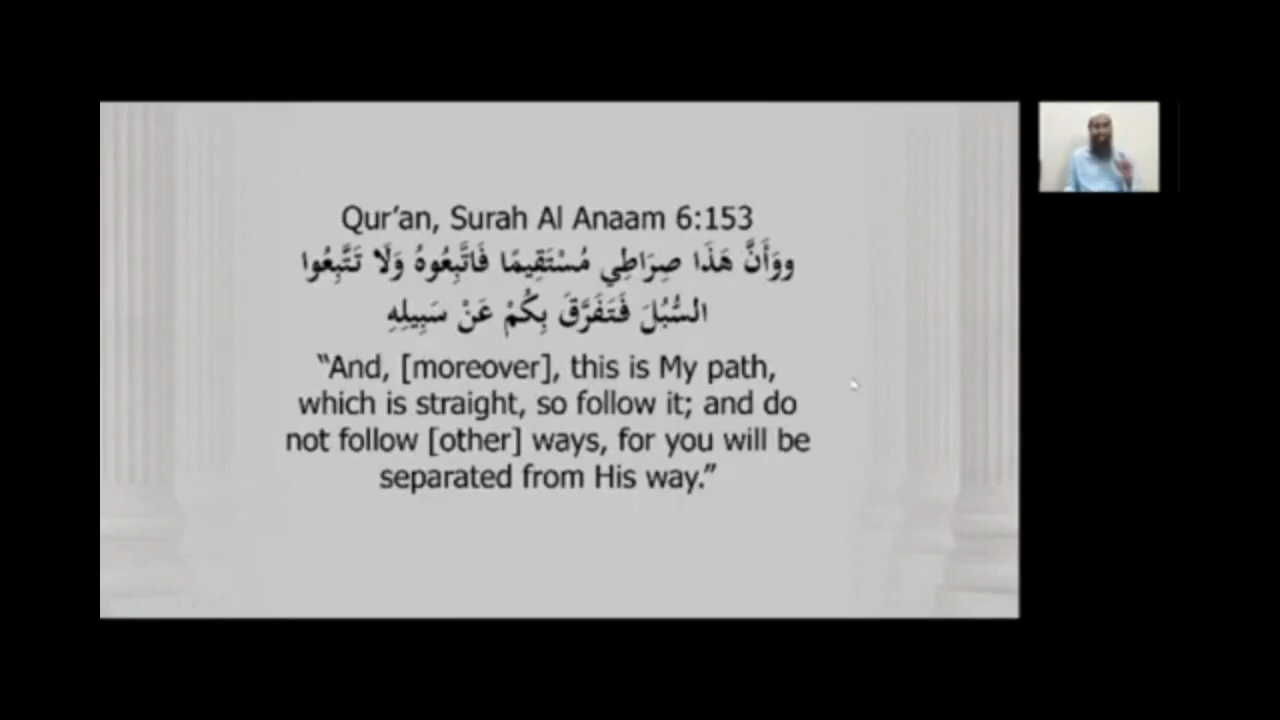 Qur’an, Surah Al Anaam 6:153
ووَأَنَّ هَذَا صِرَاطِي مُسْتَقِيمًا فَاتَّبِعُوهُ وَلَا تَتَّبِعُوا
السُّبُلَ فَتَفَرَّقَ بِكُمْ عَنْ سَبِيلِهِ
“And, [moreover], this is My path,
which is straight, so follow it; and do
not follow [other] ways, for you will be
separated from His way.”